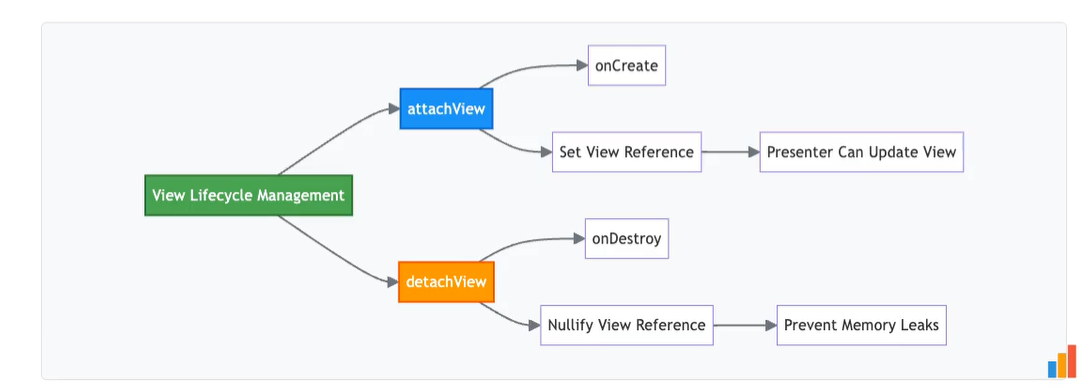 View Lifecycle Management
attachView
onCreate
Set View Reference
Presenter Can Update View
detachView
onDestroy
Nullify View Reference
Prevent Memory Leaks